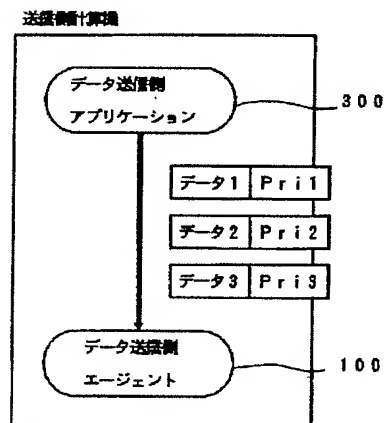 送信側計算機
データ送信側
アプリケーション
300
データ1 Pri1
データ2 Pri2
データ3 Pri3
データ送信側
エージェント
100